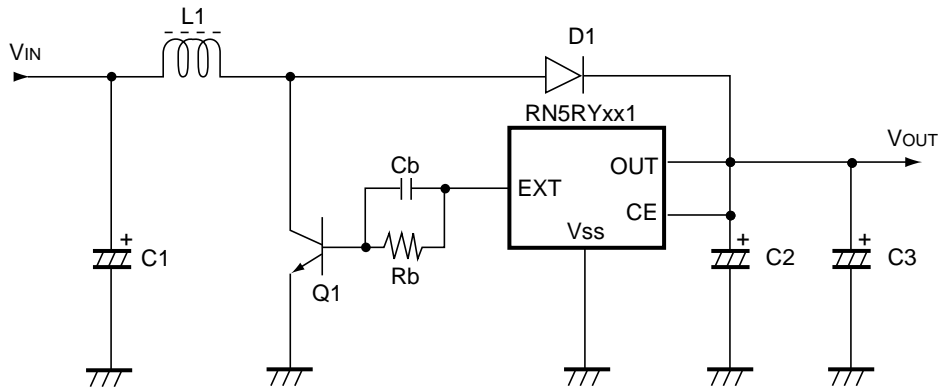 L1
VIN
D1
RN5RYxx1
VOUT
Cb
EXT
OUT
CE
Vss
+
C1
Rb
Q1
+
C2
+
C3